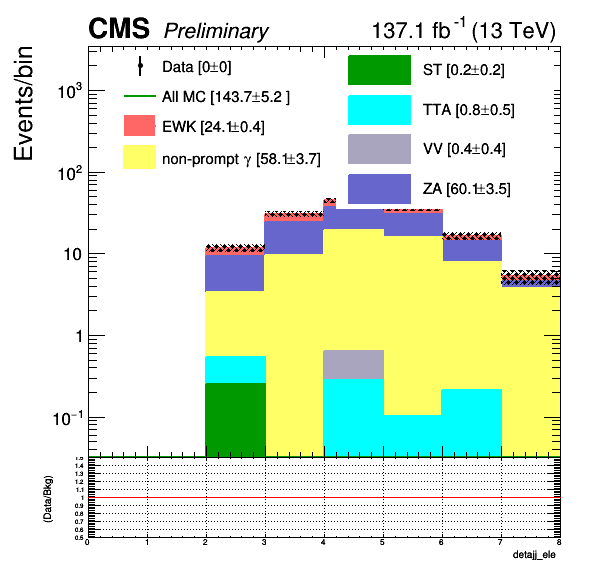 CMS Preliminary 137.1 fb⁻¹ (13 TeV)
Events/bin
Data [0±0]
All MC [143.7±5.2 ]
EWK [24.1±0.4]
non-prompt γ [58.1±3.7]
ST [0.2±0.2]
TTA [0.8±0.5]
VV [0.4±0.4]
ZA [60.1±3.5]
10³
10²
10
1
10⁻¹
(Data/Bkg)
1.5
1.4
1.3
1.2
1.1
1
0.9
0.8
0.7
0.6
0.5
0 1 2 3 4 5 6 7 8
detajj_ele